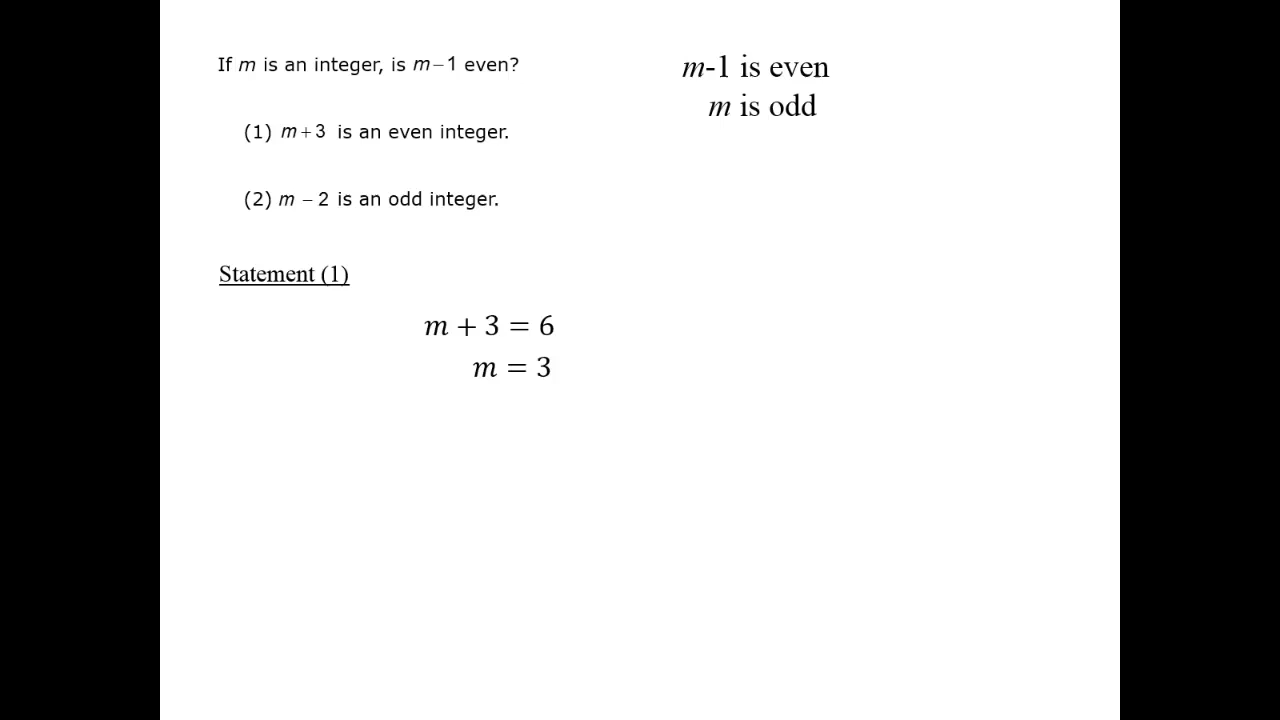 If m is an integer, is m − 1 even?
m-1 is even
m is odd
(1) m + 3 is an even integer.
(2) m − 2 is an odd integer.
Statement (1)
m + 3 = 6
m = 3